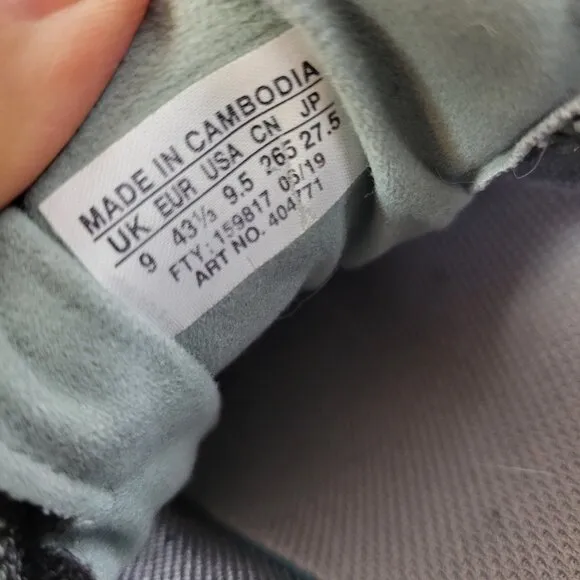 MADE IN CAMBODIA
UK EUR USA CN JP
9 43⅓ 9.5 265 27.5
FTY: 159817 06/19
ART NO. 404771